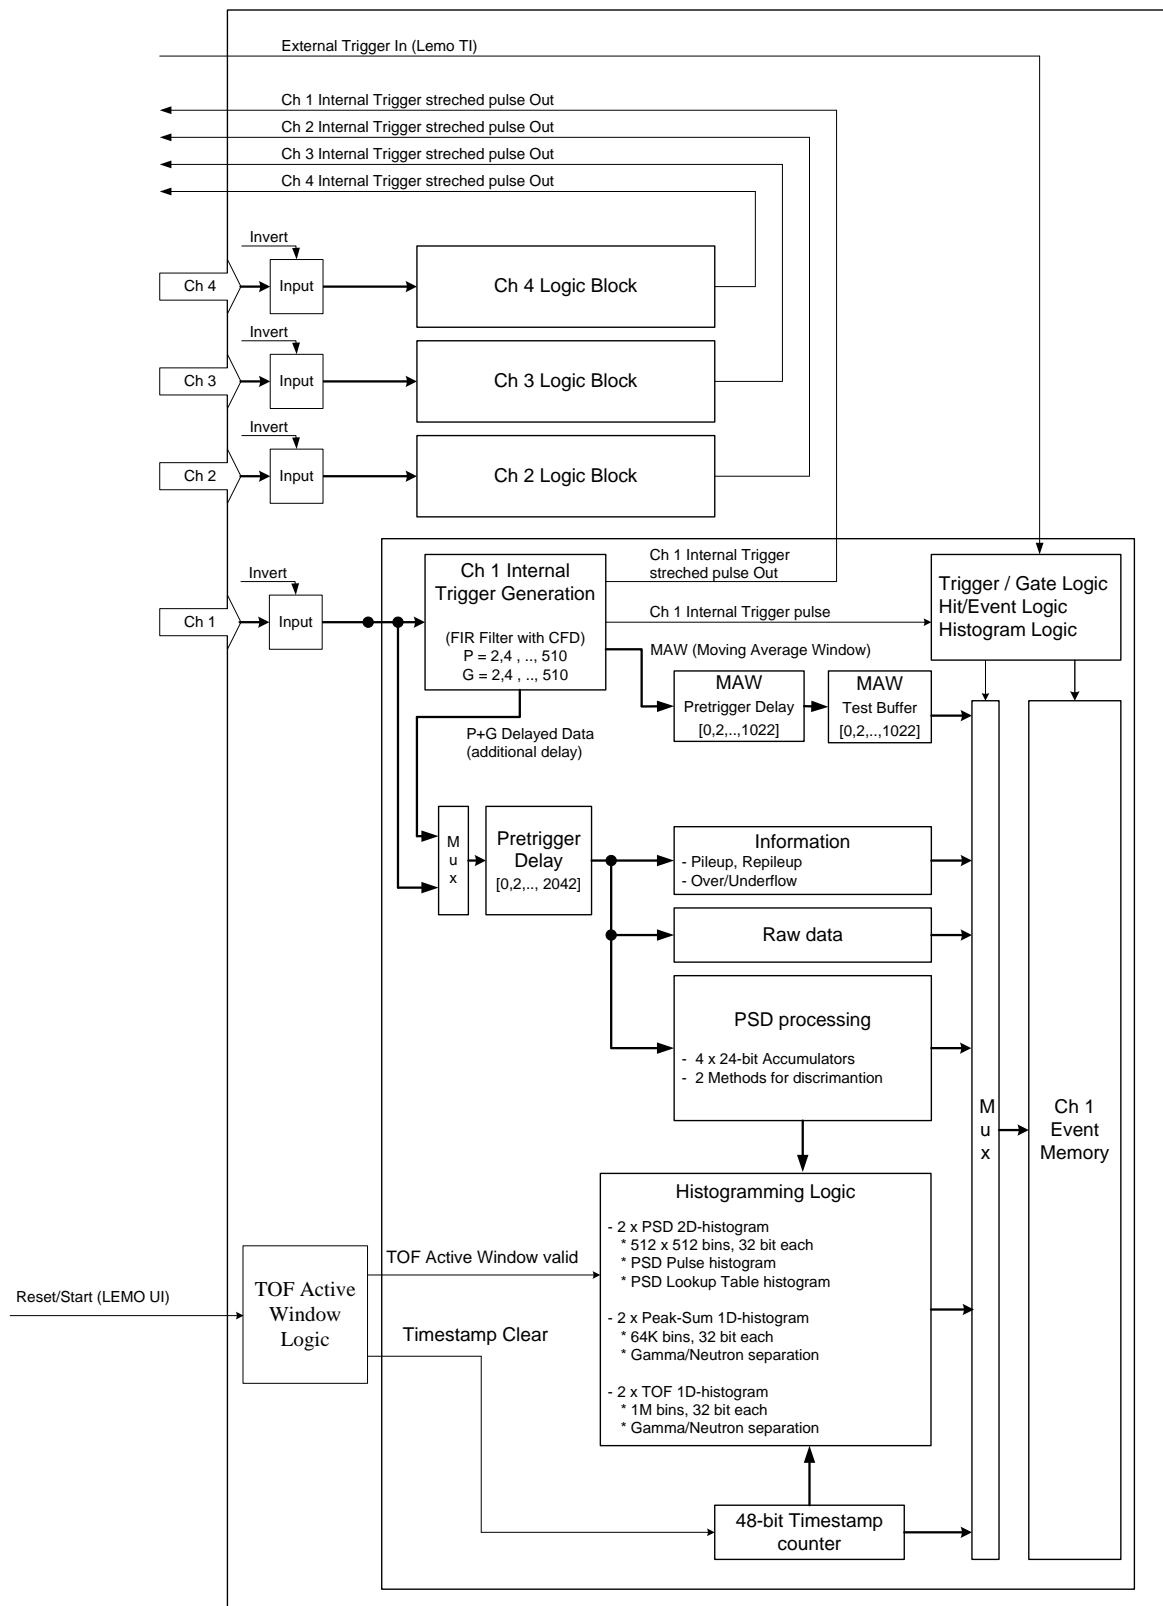 External Trigger In (Lemo TI)
Ch 1 Internal Trigger streched pulse Out
Ch 2 Internal Trigger streched pulse Out
Ch 3 Internal Trigger streched pulse Out
Ch 4 Internal Trigger streched pulse Out
Invert
Ch 4
Input
Ch 4 Logic Block
Invert
Ch 3
Input
Ch 3 Logic Block
Invert
Ch 2
Input
Ch 2 Logic Block
Invert
Ch 1
Input
Ch 1 Internal
Trigger Generation
(FIR Filter with CFD)
P = 2,4 , .., 510
G = 2,4 , .., 510
Ch 1 Internal Trigger
streched pulse Out
Ch 1 Internal Trigger pulse
Trigger / Gate Logic
Hit/Event Logic
Histogram Logic
MAW (Moving Average Window)
MAW
Pretrigger Delay
[0,2,..,1022]
MAW
Test Buffer
[0,2,..,1022]
P+G Delayed Data
(additional delay)
M
u
x
Pretrigger
Delay
[0,2,.., 2042]
Information
- Pileup, Repileup
- Over/Underflow
Raw data
PSD processing
- 4 x 24-bit Accumulators
- 2 Methods for discrimantion
M
u
x
Ch 1
Event
Memory
Histogramming Logic
- 2 x PSD 2D-histogram
* 512 x 512 bins, 32 bit each
* PSD Pulse histogram
* PSD Lookup Table histogram
- 2 x Peak-Sum 1D-histogram
* 64K bins, 32 bit each
* Gamma/Neutron separation
- 2 x TOF 1D-histogram
* 1M bins, 32 bit each
* Gamma/Neutron separation
TOF Active Window valid
Reset/Start (LEMO UI)
TOF Active
Window
Logic
Timestamp Clear
48-bit Timestamp
counter